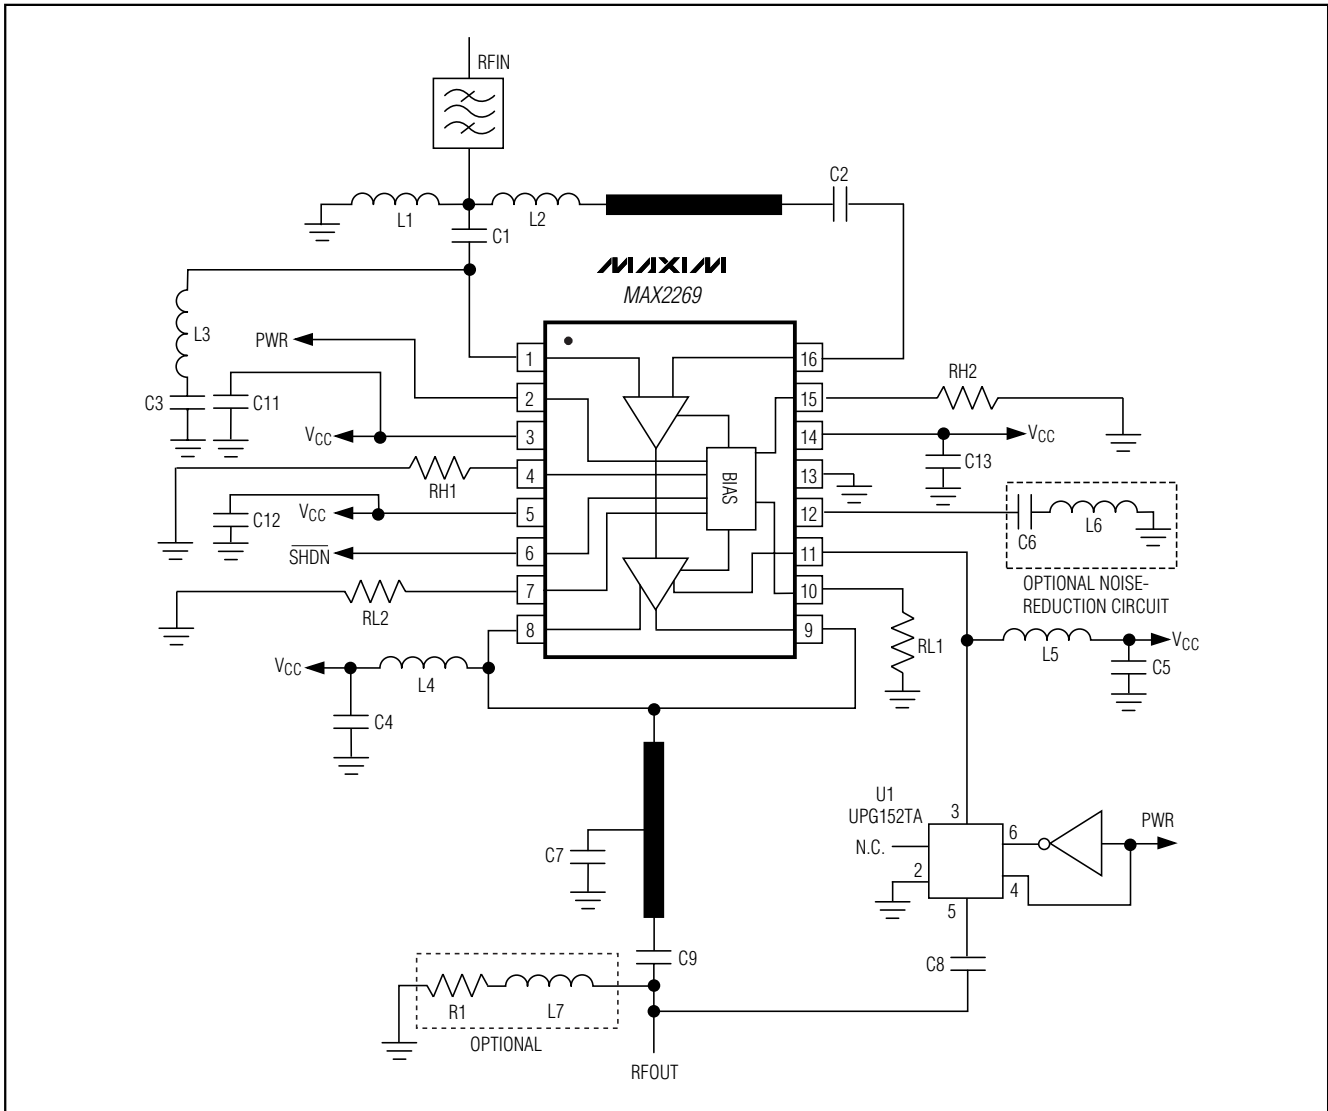 RFIN
C2
L1
L2
C1
MAXIM
MAX2269
L3
PWR
1
16
RH2
C3
C11
2
15
VCC
3
14
VCC
C13
RH1
4
BIAS
13
C12
VCC
5
12
C6
L6
SHDN
6
11
OPTIONAL NOISE-
REDUCTION CIRCUIT
RL2
7
10
8
9
RL1
VCC
L4
L5
VCC
C5
C4
U1
UPG152TA
3
PWR
N.C.
6
C7
2
4
5
C9
C8
R1
L7
OPTIONAL
RFOUT